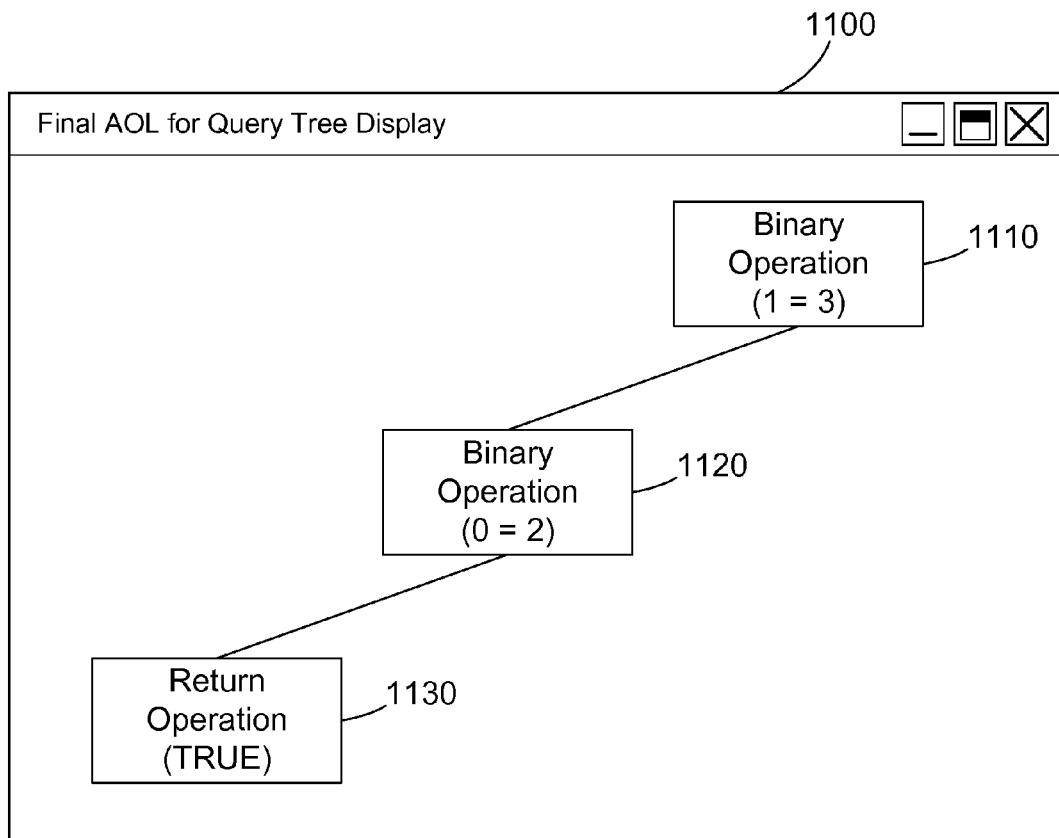 1100
Final AOL for Query Tree Display
Binary
Operation
(1 = 3)
1110
Binary
Operation
(0 = 2)
1120
Return
Operation
(TRUE)
1130